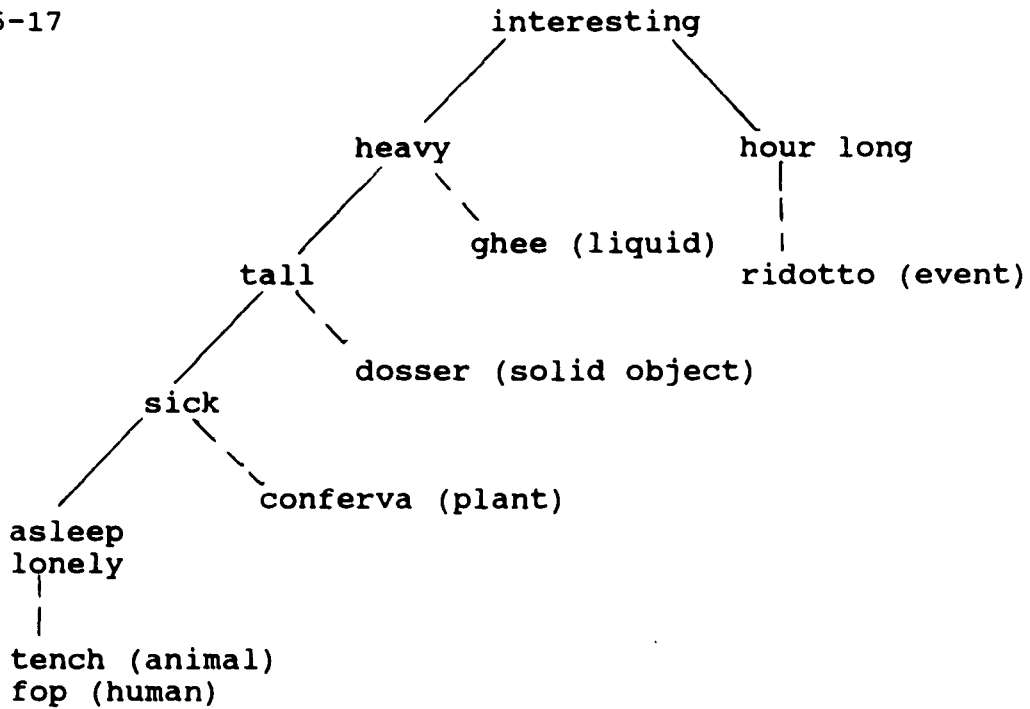 6-17
interesting
heavy
hour long
ghee (liquid)
tall
ridotto (event)
dosser (solid object)
sick
conferva (plant)
asleep
lonely
tench (animal)
fop (human)